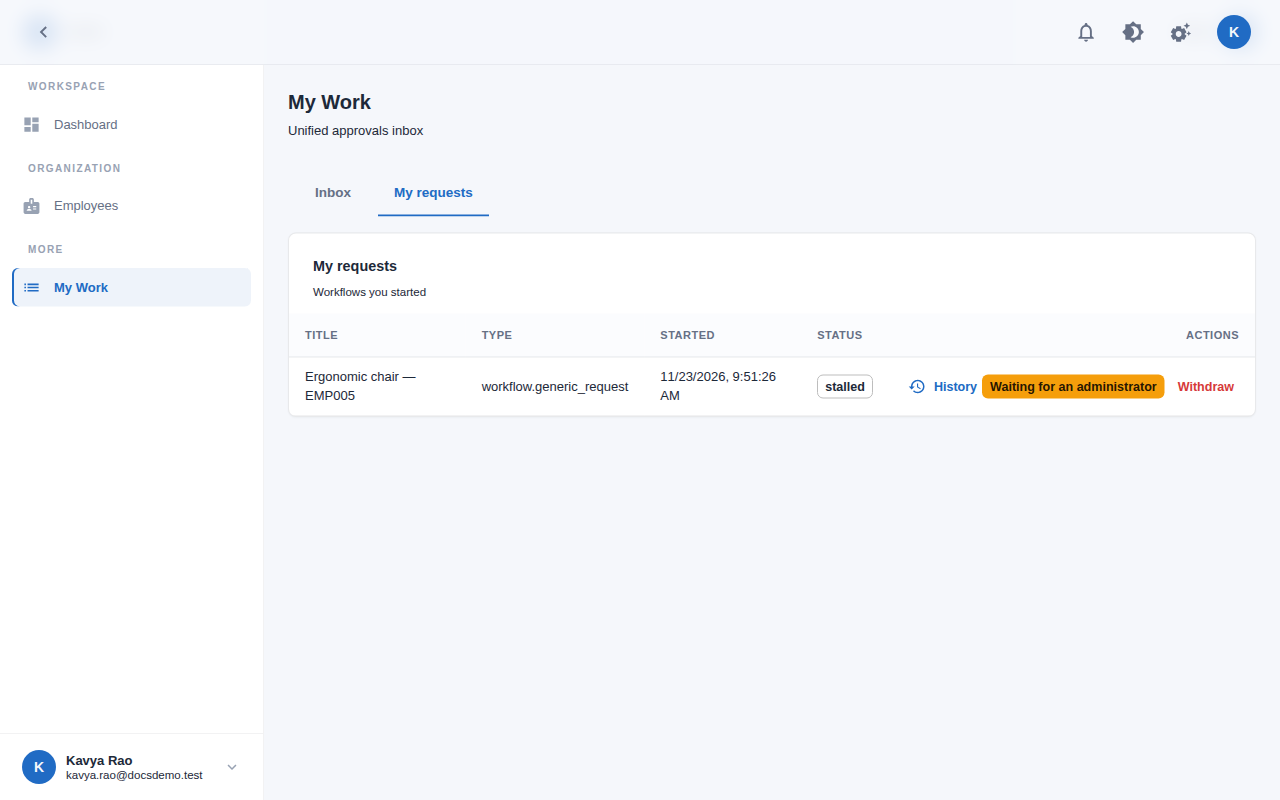 K
WORKSPACE
Dashboard
ORGANIZATION
Employees
MORE
My Work
My Work
Unified approvals inbox
Inbox
My requests
My requests
Workflows you started
TITLE
TYPE
STARTED
STATUS
ACTIONS
Ergonomic chair —
EMP005
workflow.generic_request
11/23/2026, 9:51:26
AM
stalled
History
Waiting for an administrator
Withdraw
K
Kavya Rao
kavya.rao@docsdemo.test